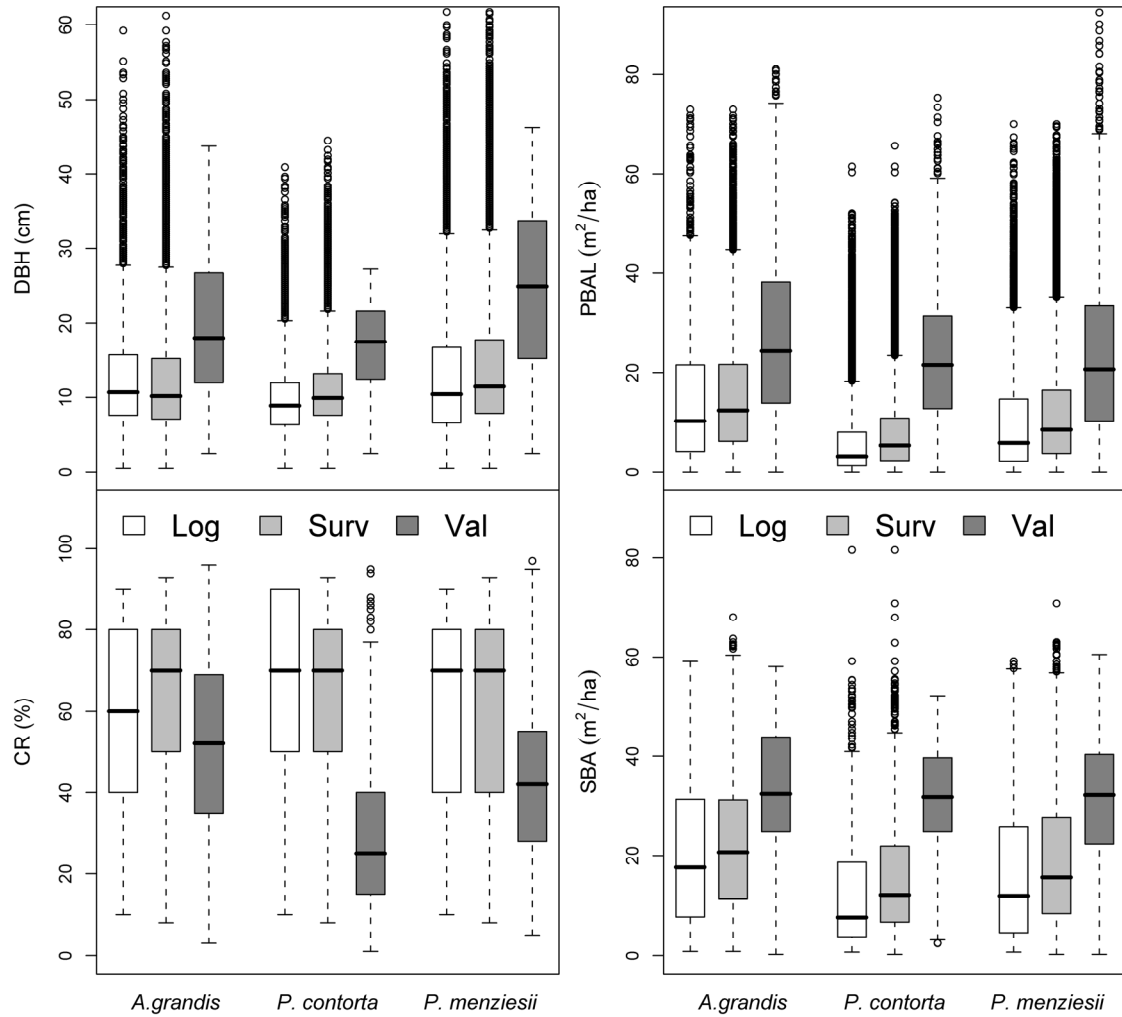 DBH (cm)
0 10 20 30 40 50 60
PBAL (m²/ha)
0 20 40 60 80
CR (%)
0 20 40 60 80 100
Log Surv Val
SBA (m²/ha)
0 20 40 60 80
Log Surv Val
A.grandis P. contorta P. menziesii
A.grandis P. contorta P. menziesii